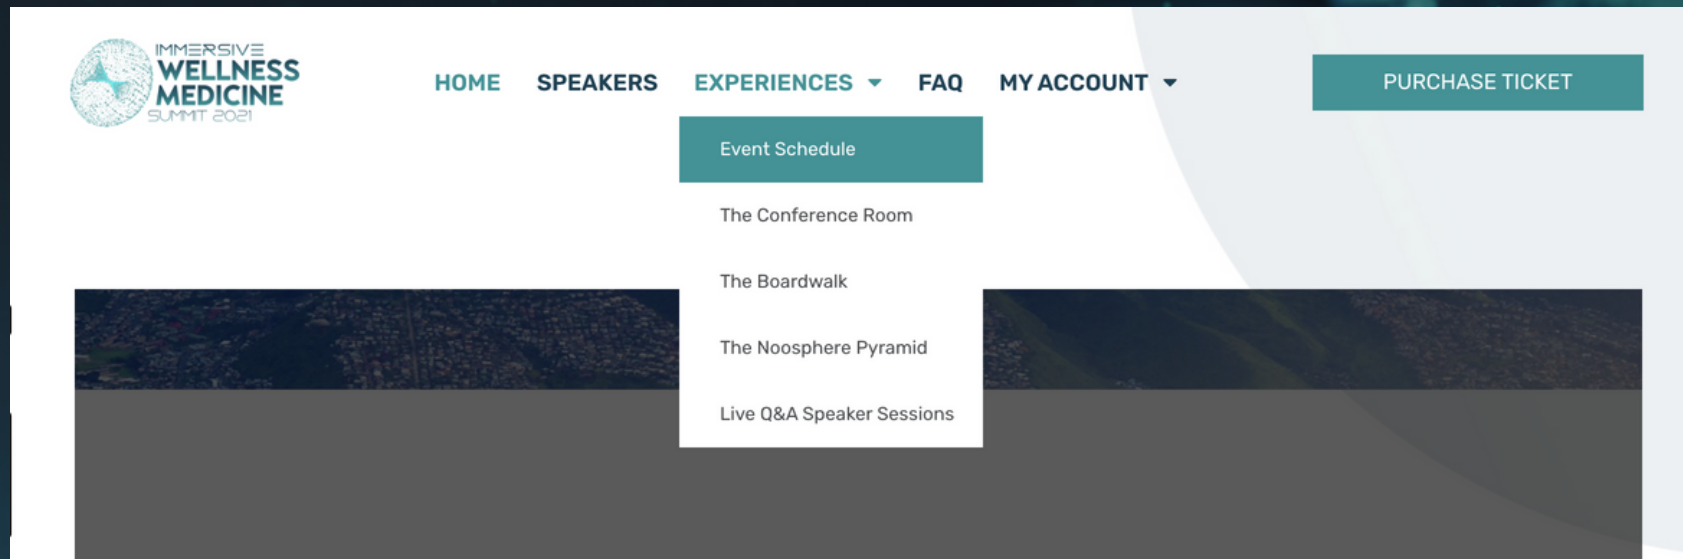 IMMERSIVE
WELLNESS
MEDICINE
SUMMIT 2021
HOME SPEAKERS EXPERIENCES FAQ MY ACCOUNT PURCHASE TICKET
Event Schedule
The Conference Room
The Boardwalk
The Noosphere Pyramid
Live Q&A Speaker Sessions